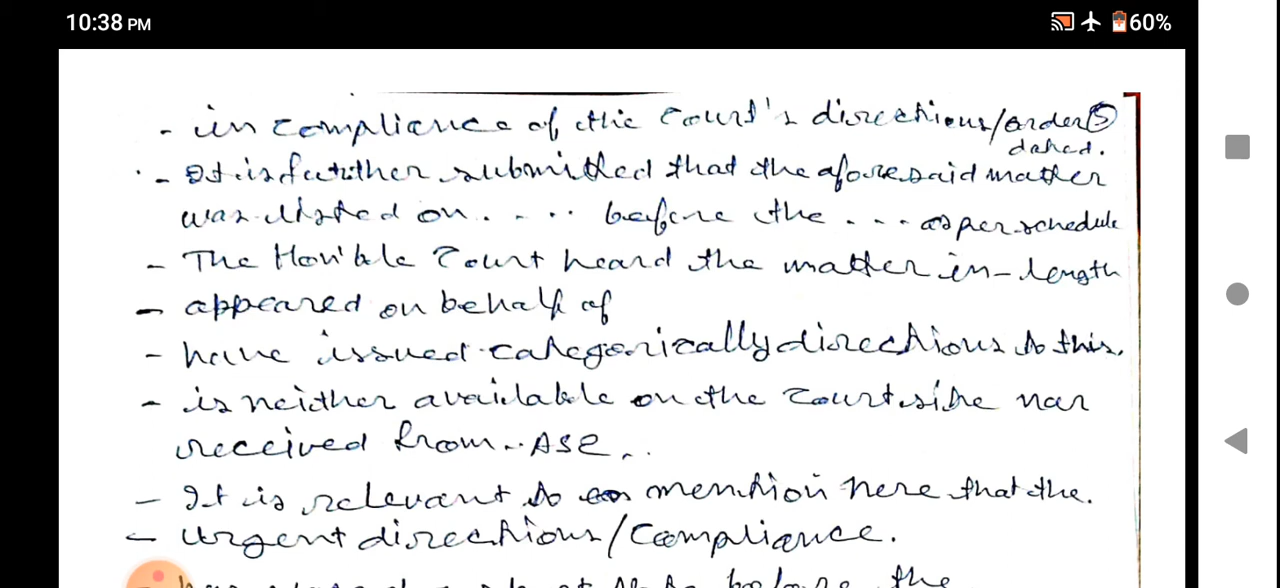 10:38 PM 60%
- in compliance of the Court's directions/orders
dated.
- It is further submitted that the aforesaid matter
was listed on. . . .. before the . . . as per schedule
- The Hon'ble Court heard the matter in-length
- appeared on behalf of
- have issued categorically directions to this.
- is neither available on the Court side nor
received from .. ASE ..
- It is relevant to mention here that the.
- Urgent directions/Compliance.
the